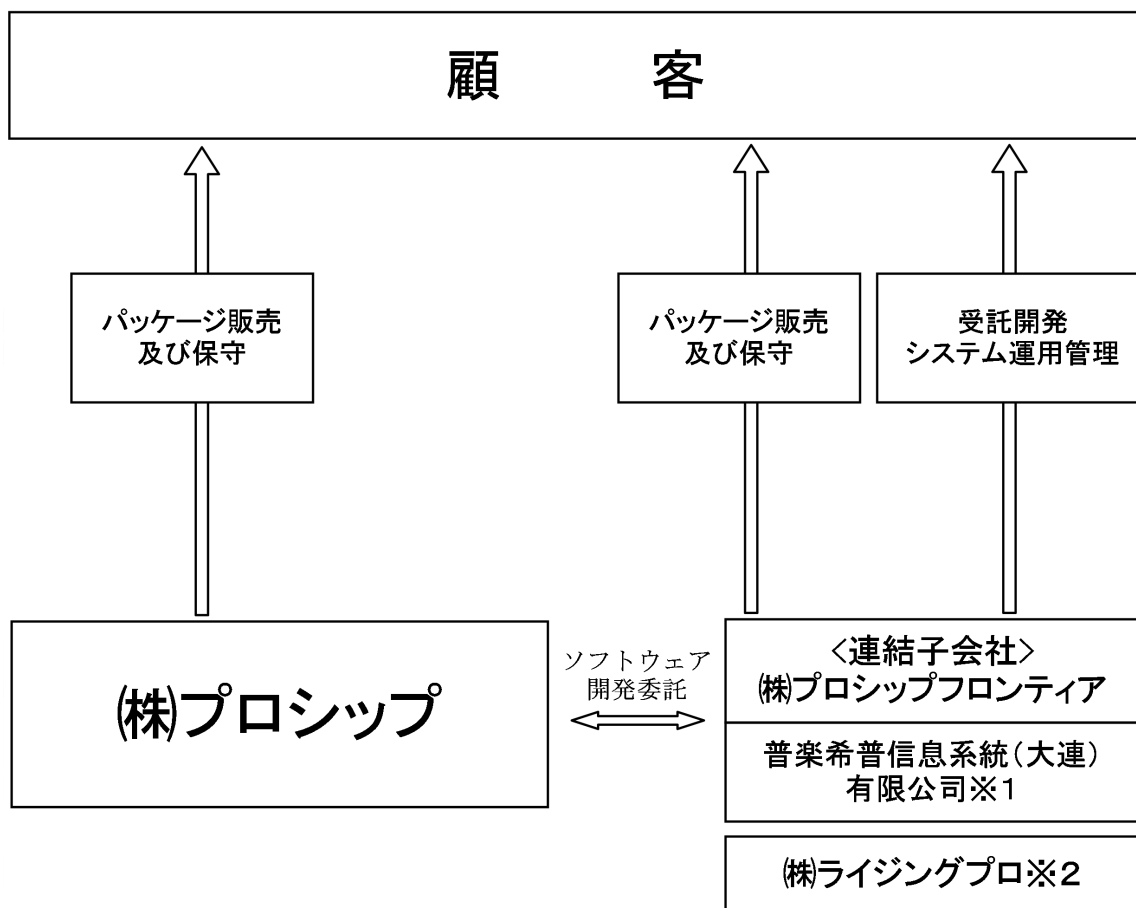 顧 客
パッケージ販売
及び保守
パッケージ販売
及び保守
受託開発
システム運用管理
㈱プロシップ
ソフトウェア
開発委託
<連結子会社>
㈱プロシップフロンティア
普楽希普信息系統(大連)
有限公司※1
㈱ライジングプロ※2